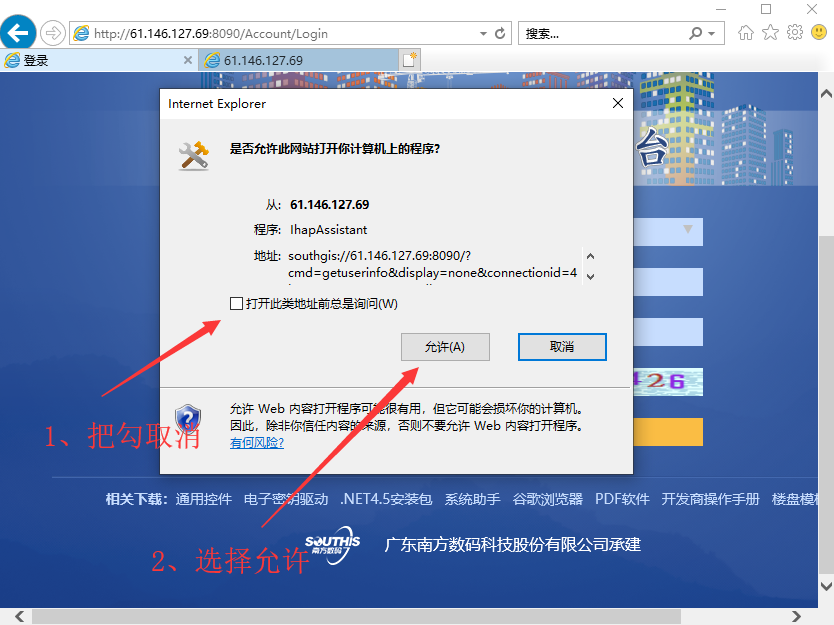 http://61.146.127.69:8090/Account/Login
搜索...
登录
61.146.127.69
台
Internet Explorer
是否允许此网站打开你计算机上的程序?
从: 61.146.127.69
程序: IhapAssistant
地址: southgis://61.146.127.69:8090/?
cmd=getuserinfo&display=none&connectionid=4
打开此类地址前总是询问(W)
允许(A)
取消
426
允许 Web 内容打开程序可能很有用，但它可能会损坏你的计算机。
因此，除非你信任内容的来源，否则不要允许 Web 内容打开程序。
有何风险?
1、把勾取消
相关下载： 通用控件 电子密钥驱动 .NET4.5安装包 系统助手 谷歌浏览器 PDF软件 开发商操作手册 楼盘模板
2、选择允许
SOUTHIS
南方数码
广东南方数码科技股份有限公司承建